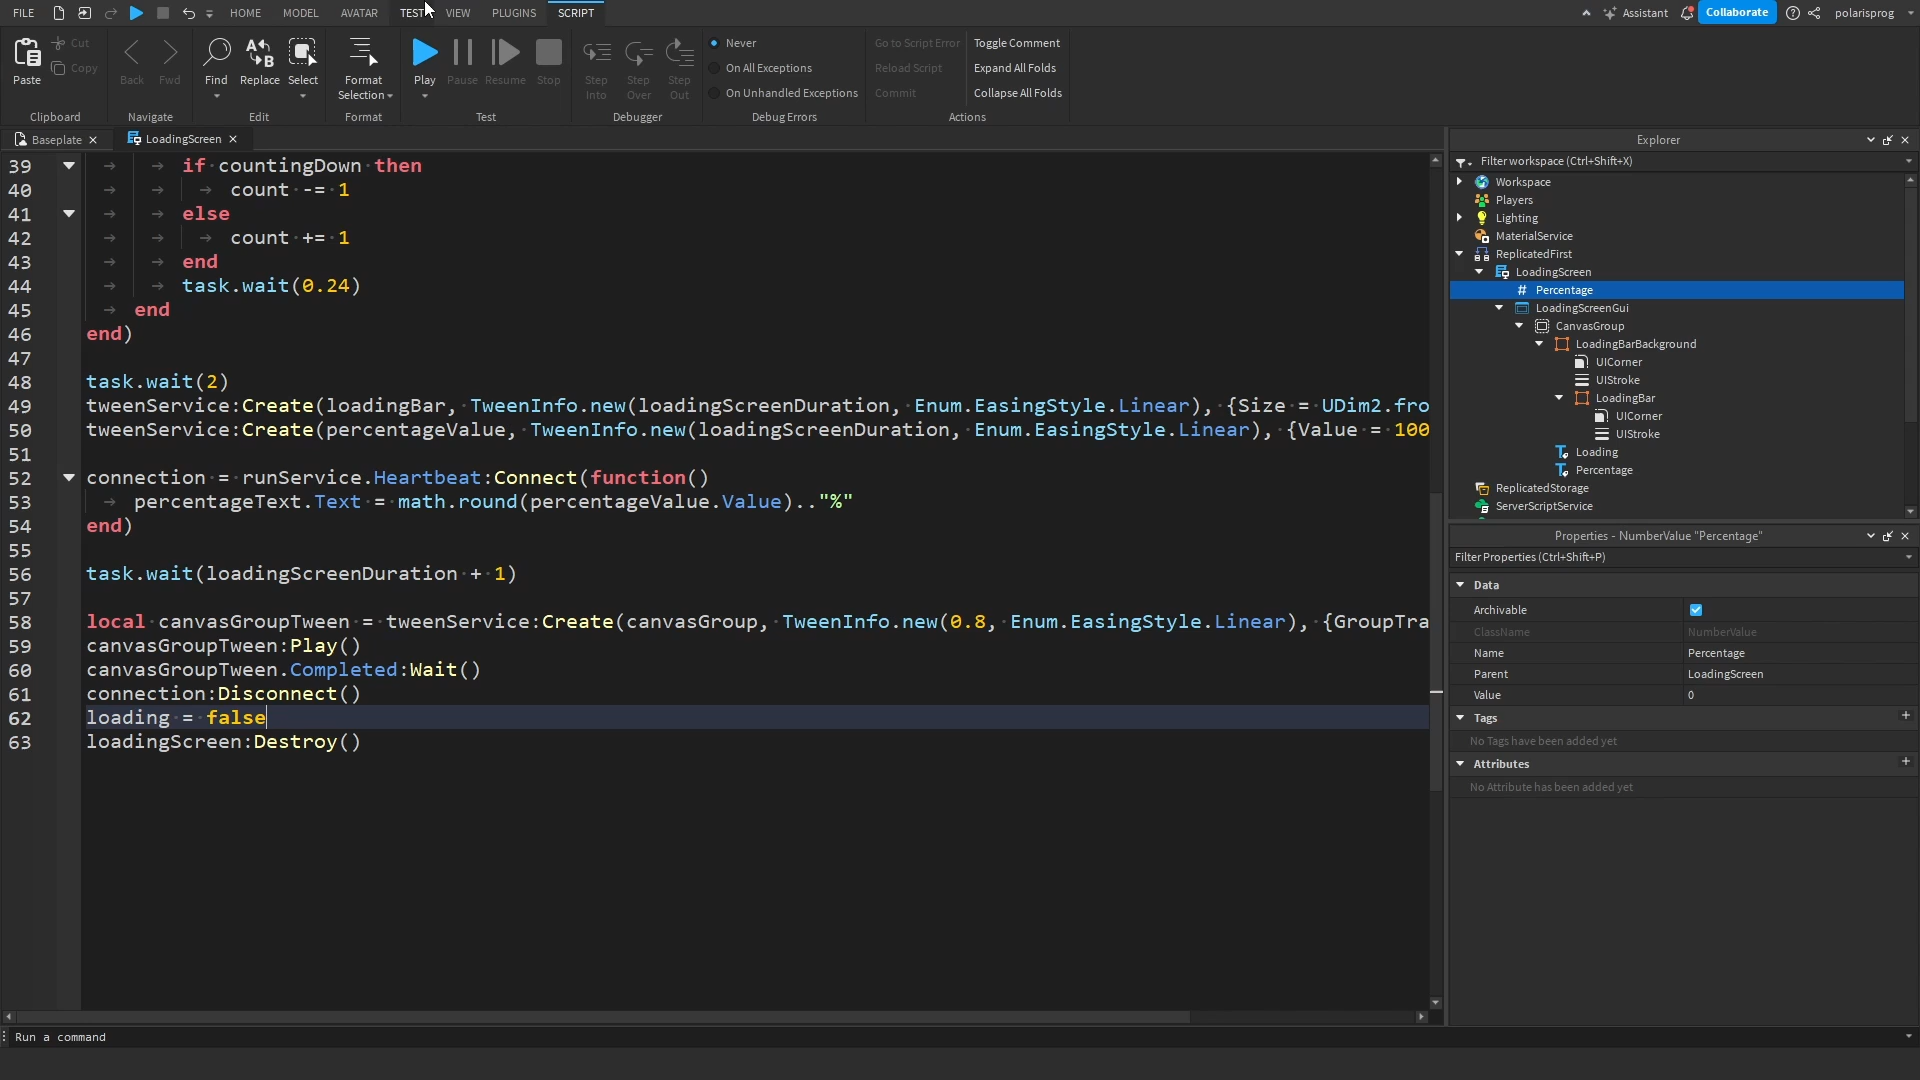 FILE HOME MODEL AVATAR TEST VIEW PLUGINS SCRIPT Assistant Collaborate polarisprog
Paste Cut Copy Back Fwd Find Replace Select Format Selection Play Pause Resume Stop Step Into Step Over Step Out
Never Go to Script Error Toggle Comment
On All Exceptions Reload Script Expand All Folds
On Unhandled Exceptions Commit Collapse All Folds
Clipboard Navigate Edit Format Test Debugger Debug Errors Actions
Baseplate LoadingScreen
39 if countingDown then
40 count -= 1
41 else
42 count += 1
43 end
44 task.wait(0.24)
45 end
46 end)
47
48 task.wait(2)
49 tweenService:Create(loadingBar, TweenInfo.new(loadingScreenDuration, Enum.EasingStyle.Linear), {Size = UDim2.fro
50 tweenService:Create(percentageValue, TweenInfo.new(loadingScreenDuration, Enum.EasingStyle.Linear), {Value = 100
51
52 connection = runService.Heartbeat:Connect(function()
53 percentageText.Text = math.round(percentageValue.Value).."%"
54 end)
55
56 task.wait(loadingScreenDuration + 1)
57
58 local canvasGroupTween = tweenService:Create(canvasGroup, TweenInfo.new(0.8, Enum.EasingStyle.Linear), {GroupTra
59 canvasGroupTween:Play()
60 canvasGroupTween.Completed:Wait()
61 connection:Disconnect()
62 loading = false
63 loadingScreen:Destroy()
Run a command
Explorer
Filter workspace (Ctrl+Shift+X)
Workspace
Players
Lighting
MaterialService
ReplicatedFirst
LoadingScreen
# Percentage
LoadingScreenGui
CanvasGroup
LoadingBarBackground
UICorner
UIStroke
LoadingBar
UICorner
UIStroke
Loading
Percentage
ReplicatedStorage
ServerScriptService
Properties - NumberValue "Percentage"
Filter Properties (Ctrl+Shift+P)
Data
Archivable
ClassName NumberValue
Name Percentage
Parent LoadingScreen
Value 0
Tags
No Tags have been added yet
Attributes
No Attribute has been added yet